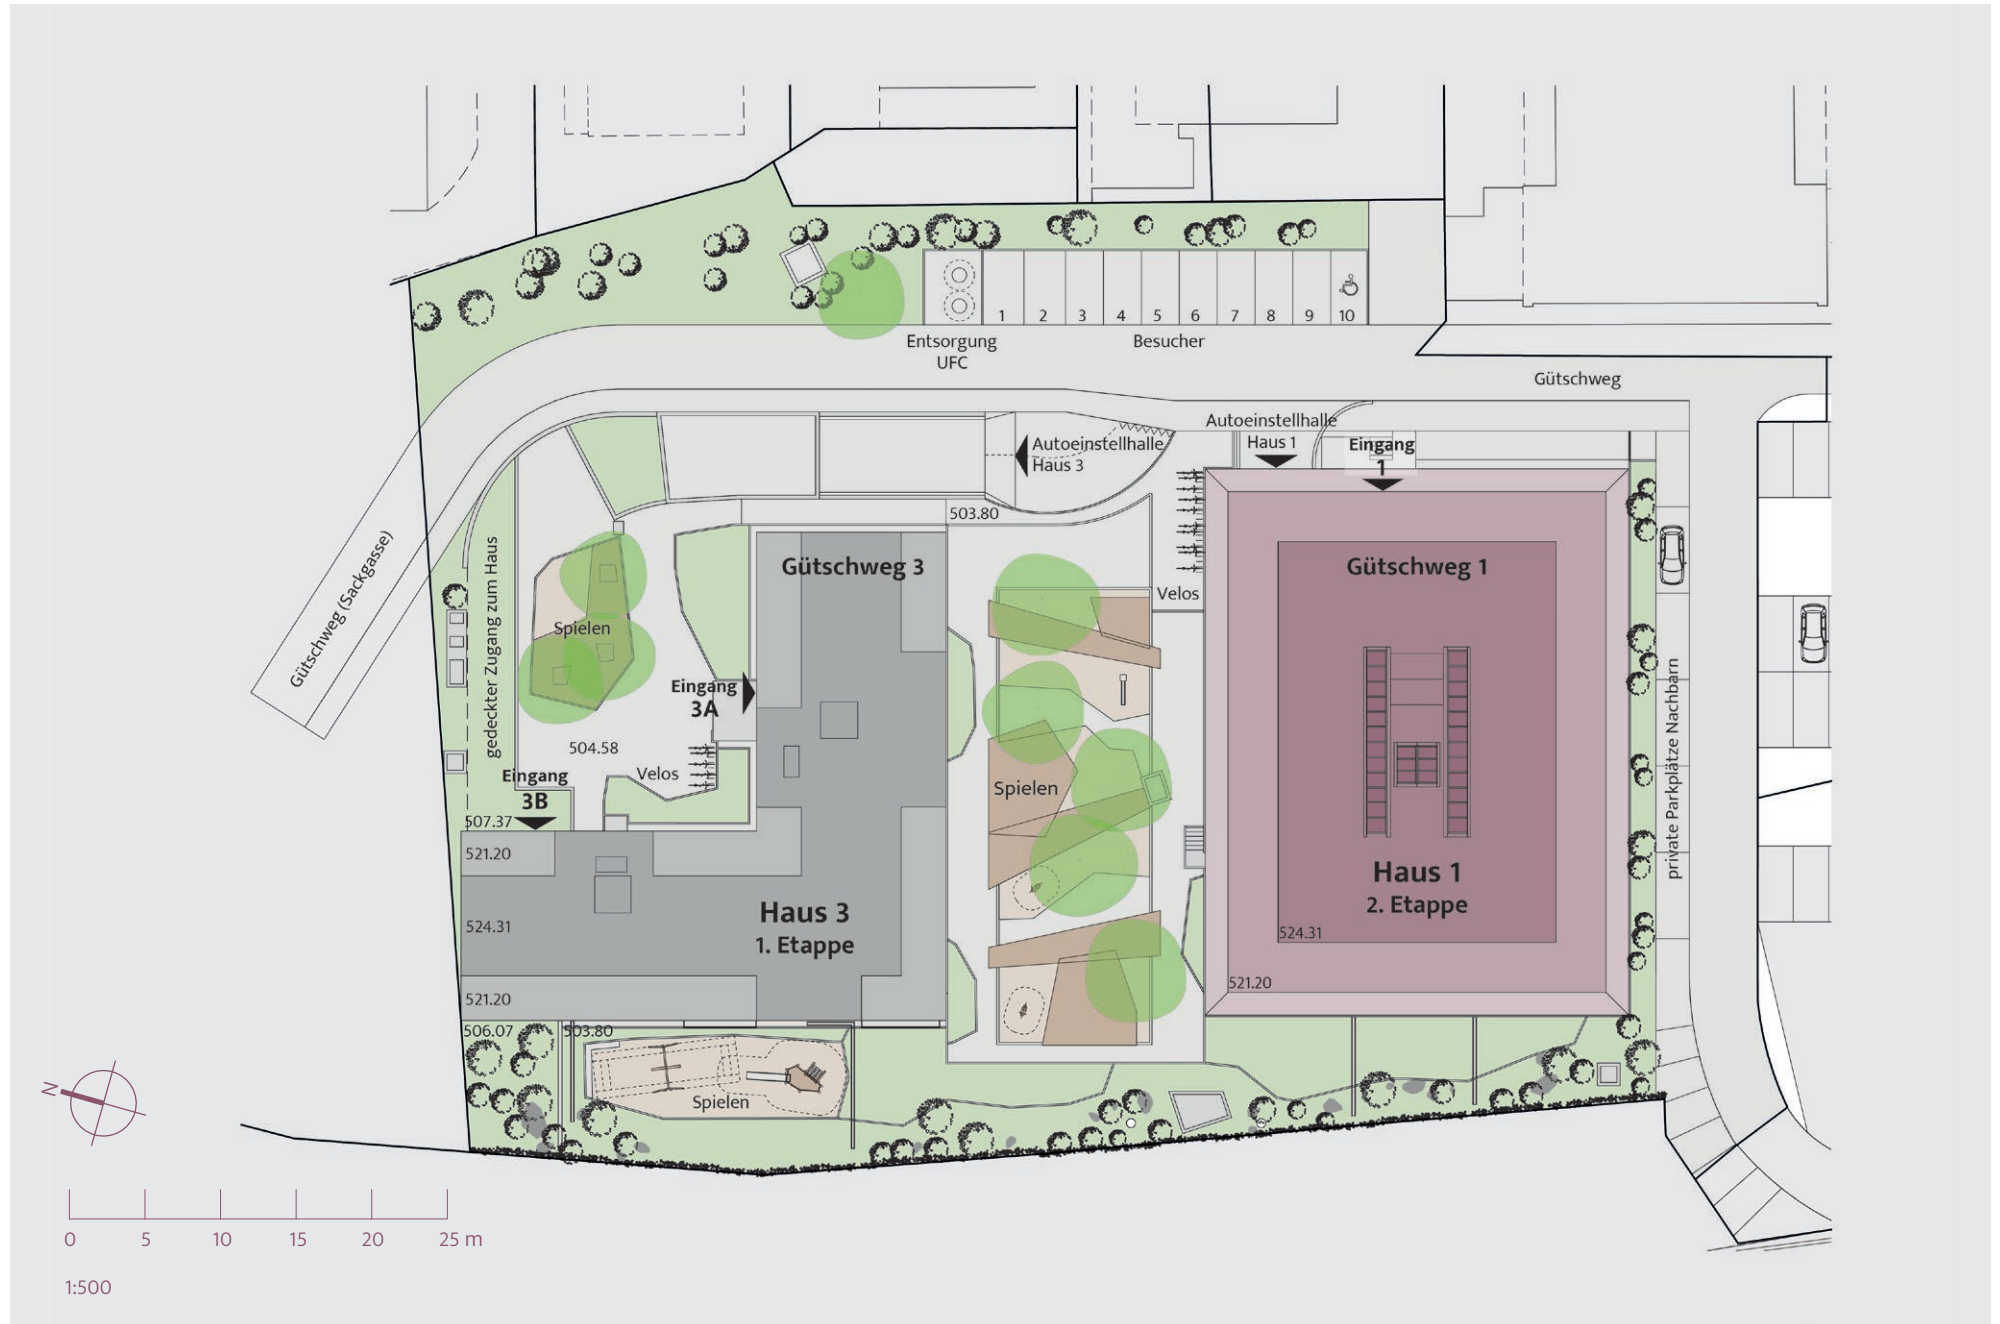 1
2
3
4
5
6
7
8
9
10
Entsorgung
UFC
Besucher
Gütschweg
Autoeinstellhalle
Haus 1
Eingang
1
Autoeinstellhalle
Haus 3
503.80
Gütschweg (Sackgasse)
gedeckter Zugang zum Haus
Gütschweg 3
Gütschweg 1
Velos
Spielen
Eingang
3A
504.58
Velos
Eingang
3B
507.37
521.20
524.31
521.20
506.07
503.80
Haus 3
1. Etappe
Spielen
Haus 1
2. Etappe
524.31
521.20
private Parkplätze Nachbarn
Spielen
N
0
5
10
15
20
25 m
1:500